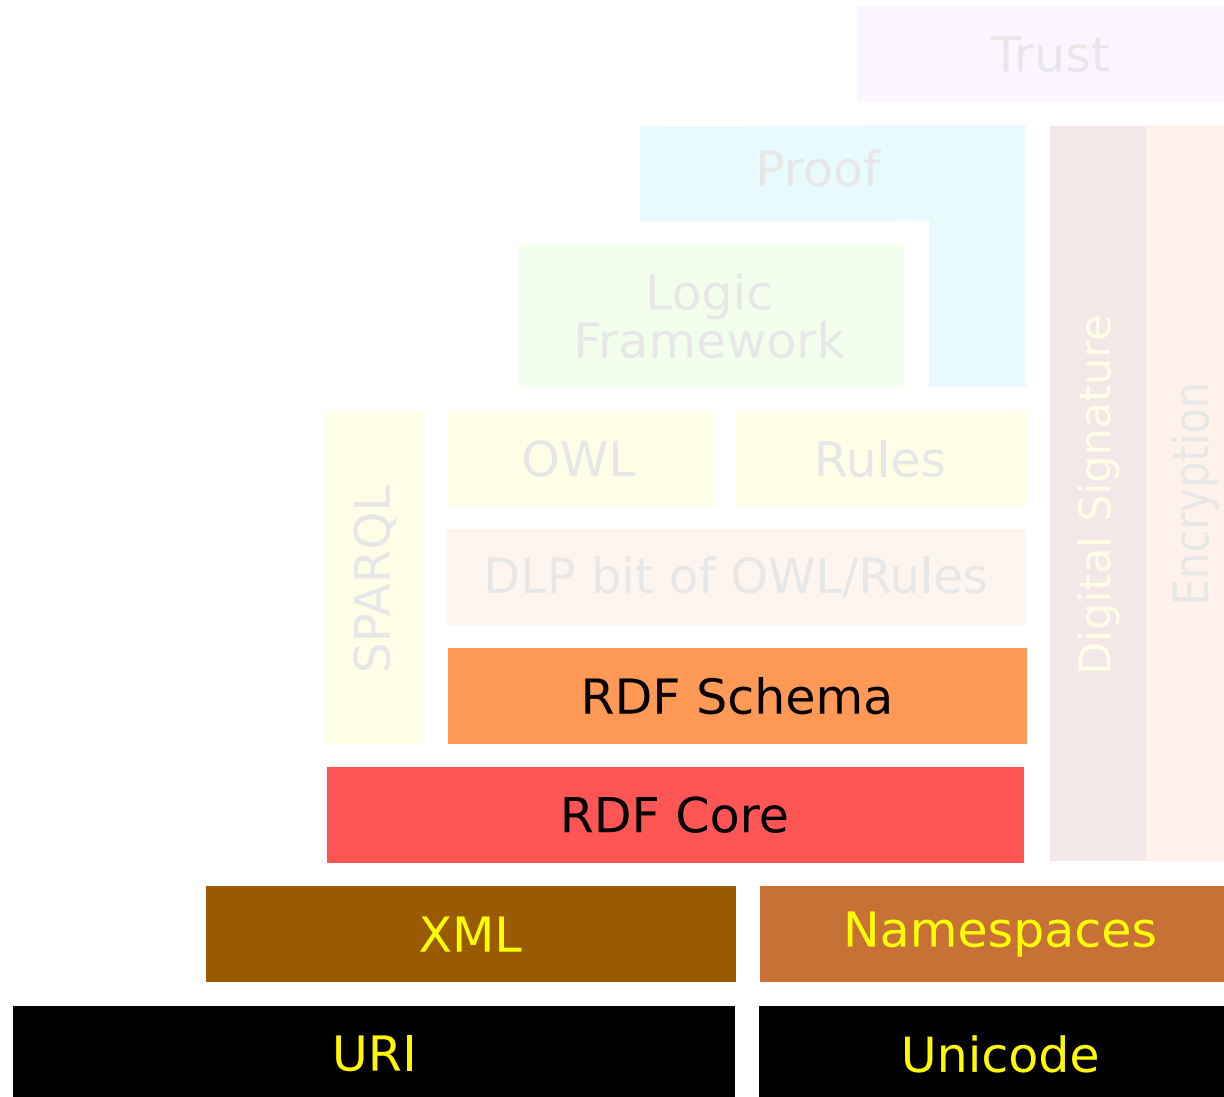 Trust
Proof
Logic
Framework
Digital Signature
Encryption
SPARQL
OWL
Rules
DLP bit of OWL/Rules
RDF Schema
RDF Core
XML
Namespaces
URI
Unicode